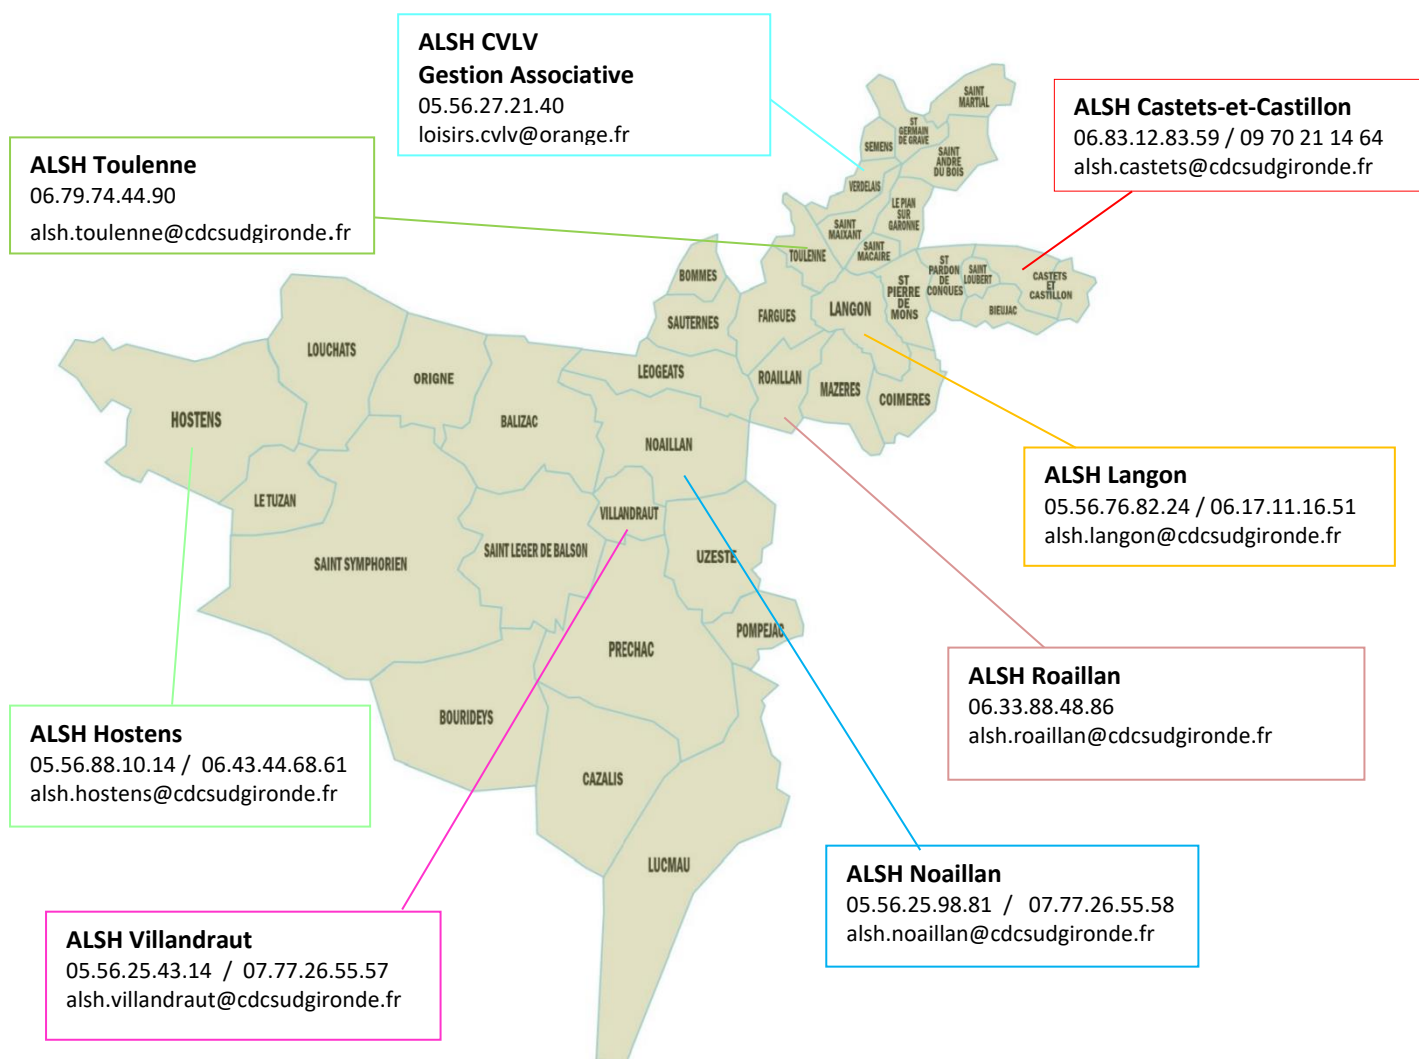 ALSH CVLV
Gestion Associative
05.56.27.21.40
loisirs.cvlv@orange.fr
ALSH Castets-et-Castillon
06.83.12.83.59 / 09 70 21 14 64
alsh.castets@cdcsudgironde.fr
ALSH Toulenne
06.79.74.44.90
alsh.toulenne@cdcsudgironde.fr
SAINT
MARTIAL
ST
GERMAIN
DE GRAVE
SEMENS
SAINT
ANDRE
DU BOIS
VERDELAIS
LE PIAN
SUR
GARONNE
SAINT
MAIXANT
SAINT
MACAIRE
TOULENNE
BOMMES
ST
PARDON
DE
CONQUES
SAINT
LOUBERT
CASTETS
ET
CASTILLON
BIEUJAC
ST
PIERRE
DE
MONS
LANGON
FARGUES
SAUTERNES
LOUCHATS
ORIGNE
LEOGEATS
ROAILLAN
MAZERES
COIMERES
HOSTENS
BALIZAC
NOAILLAN
LE TUZAN
VILLANDRAUT
SAINT SYMPHORIEN
SAINT LEGER DE BALSON
UZESTE
POMPEJAC
PRECHAC
BOURIDEYS
CAZALIS
LUCMAU
ALSH Langon
05.56.76.82.24 / 06.17.11.16.51
alsh.langon@cdcsudgironde.fr
ALSH Roaillan
06.33.88.48.86
alsh.roaillan@cdcsudgironde.fr
ALSH Hostens
05.56.88.10.14 / 06.43.44.68.61
alsh.hostens@cdcsudgironde.fr
ALSH Noaillan
05.56.25.98.81 / 07.77.26.55.58
alsh.noaillan@cdcsudgironde.fr
ALSH Villandraut
05.56.25.43.14 / 07.77.26.55.57
alsh.villandraut@cdcsudgironde.fr